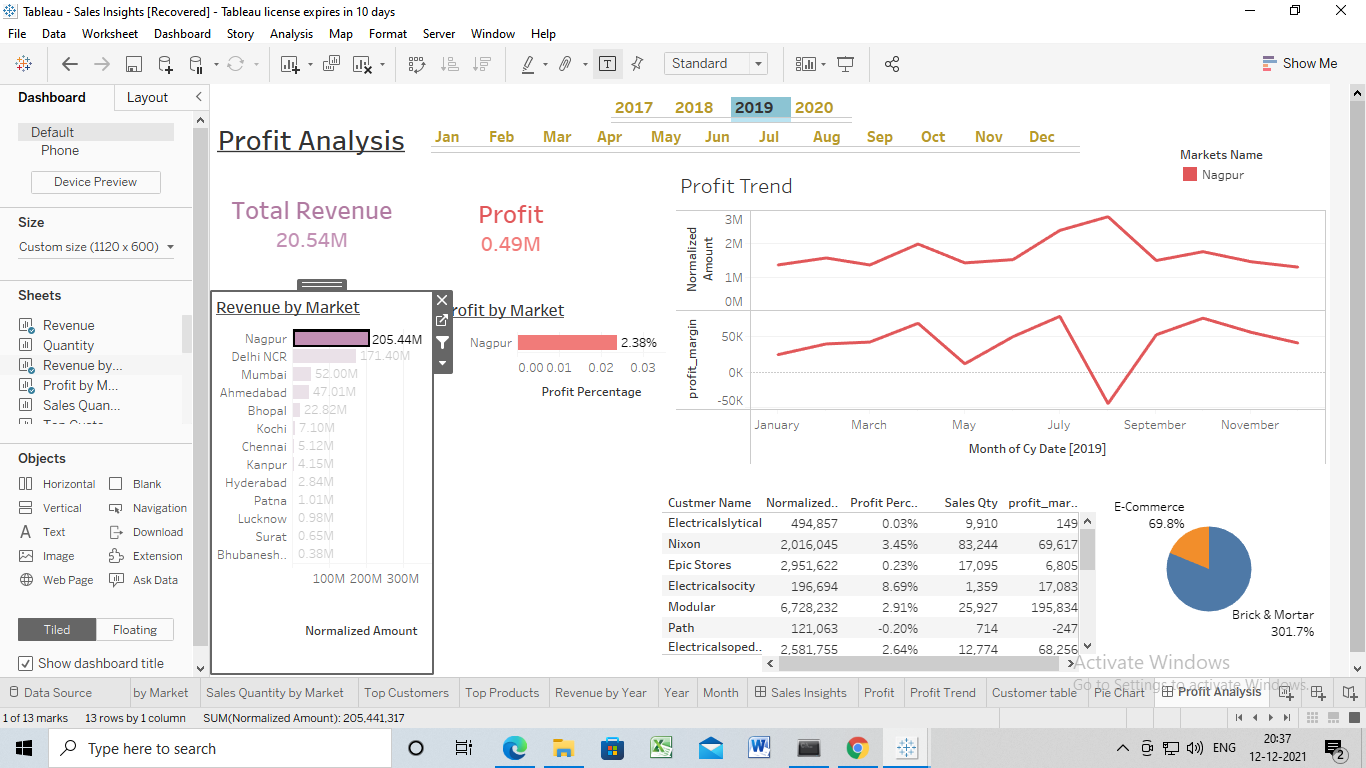 Tableau - Sales Insights [Recovered] - Tableau license expires in 10 days
File Data Worksheet Dashboard Story Analysis Map Format Server Window Help
Standard
Show Me
Dashboard Layout
Default
Phone
Device Preview
Size
Custom size (1120 x 600)
Sheets
Revenue
Quantity
Revenue by...
Profit by M...
Sales Quan...
Objects
Horizontal Blank
Vertical Navigation
Text Download
Image Extension
Web Page Ask Data
Tiled Floating
Show dashboard title
2017 2018 2019 2020
Profit Analysis
Jan Feb Mar Apr May Jun Jul Aug Sep Oct Nov Dec
Markets Name
Nagpur
Total Revenue
20.54M
Profit
0.49M
Profit Trend
Normalized Amount
3M
2M
1M
0M
profit_margin
50K
0K
-50K
January March May July September November
Month of Cy Date [2019]
Revenue by Market
Nagpur 205.44M
Delhi NCR 171.40M
Mumbai 52.00M
Ahmedabad 47.01M
Bhopal 22.82M
Kochi 7.10M
Chennai 5.12M
Kanpur 4.15M
Hyderabad 2.84M
Patna 1.01M
Lucknow 0.98M
Surat 0.65M
Bhubanesh.. 0.38M
100M 200M 300M
Normalized Amount
rofit by Market
Nagpur 2.38%
0.00 0.01 0.02 0.03
Profit Percentage
Custmer Name Normalized.. Profit Perc.. Sales Qty profit_mar..
Electricalslytical 494,857 0.03% 9,910 149
Nixon 2,016,045 3.45% 83,244 69,617
Epic Stores 2,951,622 0.23% 17,095 6,805
Electricalsocity 196,694 8.69% 1,359 17,083
Modular 6,728,232 2.91% 25,927 195,834
Path 121,063 -0.20% 714 -247
Electricalsoped.. 2,581,755 2.64% 12,774 68,256
E-Commerce
69.8%
Brick & Mortar
301.7%
Activate Windows
Go to Settings to activate Windows.
Data Source by Market Sales Quantity by Market Top Customers Top Products Revenue by Year Year Month Sales Insights Profit Profit Trend Customer table Pie Chart Profit Analysis
1 of 13 marks 13 rows by 1 column SUM(Normalized Amount): 205,441,317
Type here to search
ENG
20:37
12-12-2021
2